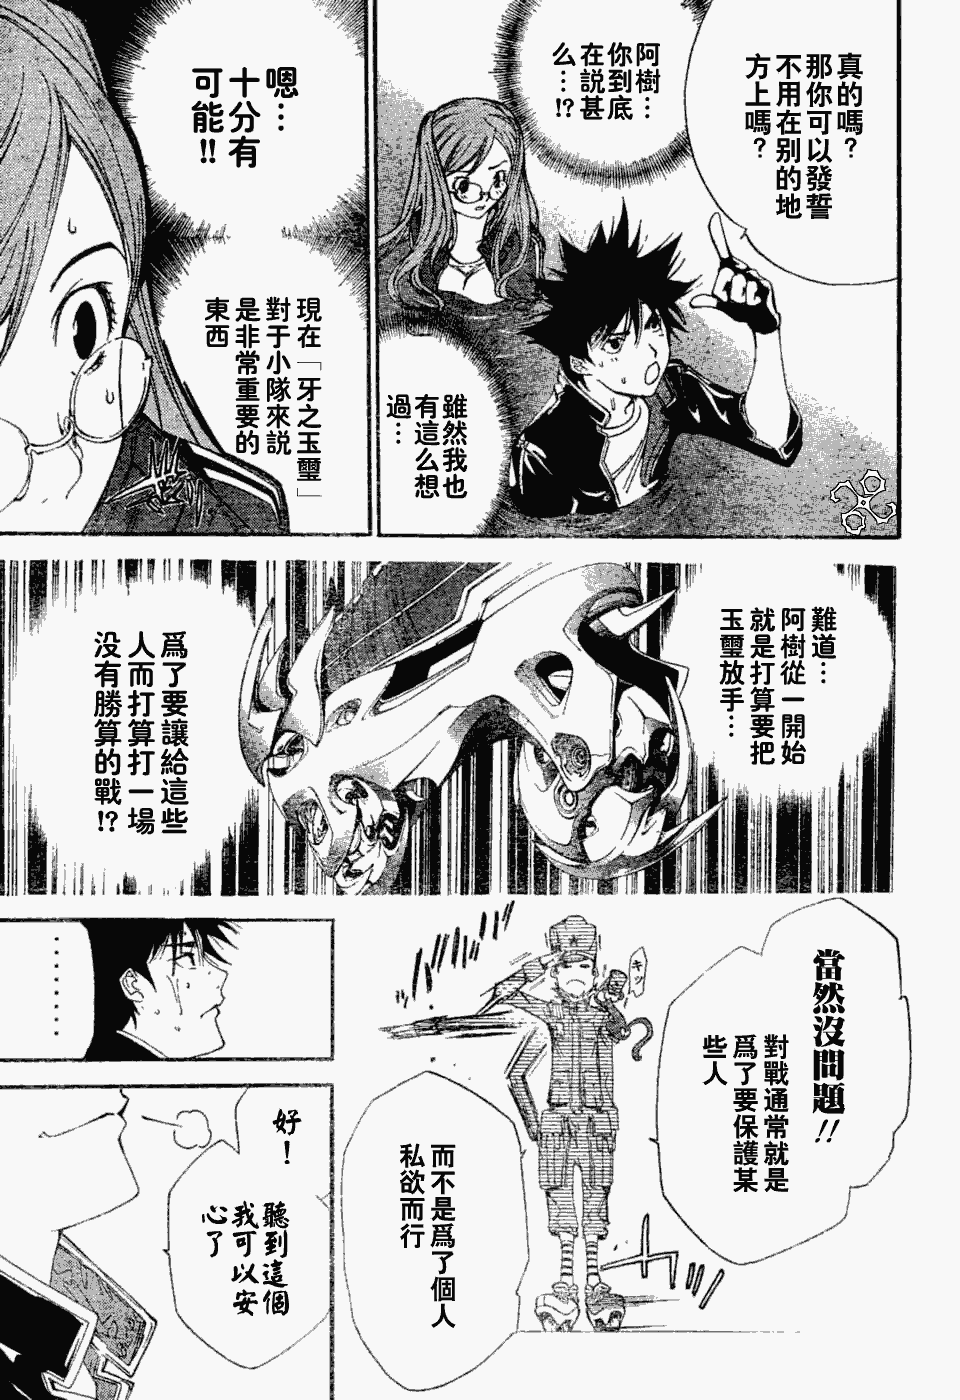 真的嗎?
那你可以發誓
不用在別的地
方上嗎?
阿樹…
你到底
在説甚
么…!?
雖然我也
有這么想
過…
嗯…
十分有
可能!!
現在「牙之玉璽」
對于小隊來説
是非常重要的
東西
難道…
阿樹從一開始
就是打算要把
玉璽放手…
爲了要讓給這些
人而打算打一場
没有勝算的戰!?
當然沒問題!!
對戰通常就是
爲了要保護某
些人
キッ
而不是爲了個人
私欲而行
………
好!
聽到這個
我可以安
心了